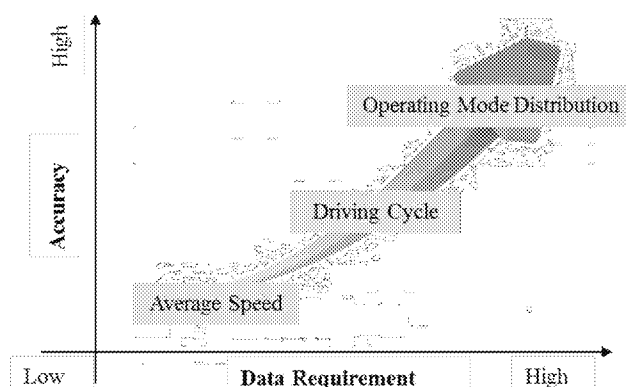 High
Operating Mode Distribution
Accuracy
Driving Cycle
Average Speed
Low
Data Requirement
High